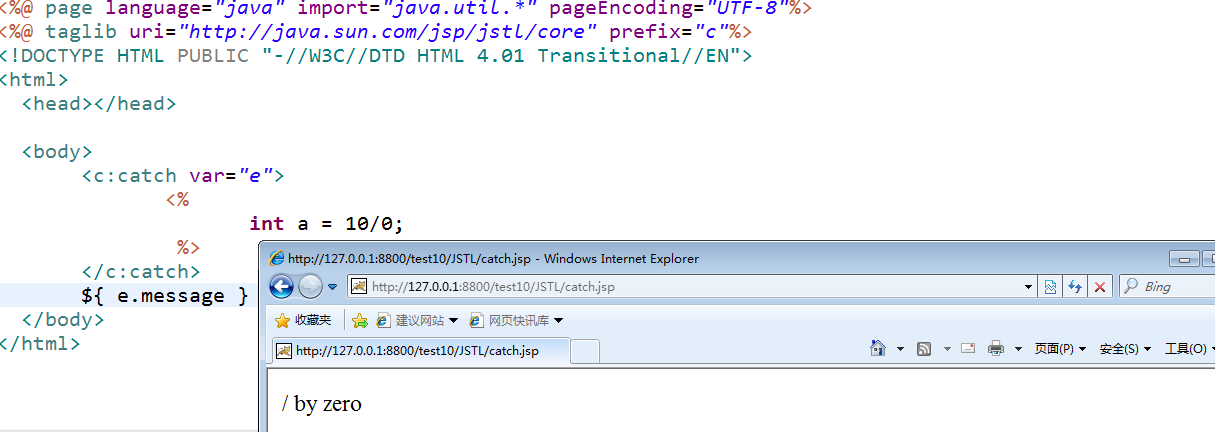 <%@ page language="java" import="java.util.*" pageEncoding="UTF-8"%>
<%@ taglib uri="http://java.sun.com/jsp/jstl/core" prefix="c"%>
<!DOCTYPE HTML PUBLIC "-//W3C//DTD HTML 4.01 Transitional//EN">
<html>
<head></head>
<body>
<c:catch var="e">
<%
int a = 10/0;
%>
</c:catch>
${ e.message }
</body>
</html>
http://127.0.0.1:8800/test10/JSTL/catch.jsp - Windows Internet Explorer
http://127.0.0.1:8800/test10/JSTL/catch.jsp Bing
收藏夹 建议网站 网页快讯库
http://127.0.0.1:8800/test10/JSTL/catch.jsp 页面(P) 安全(S) 工具(O)
/ by zero